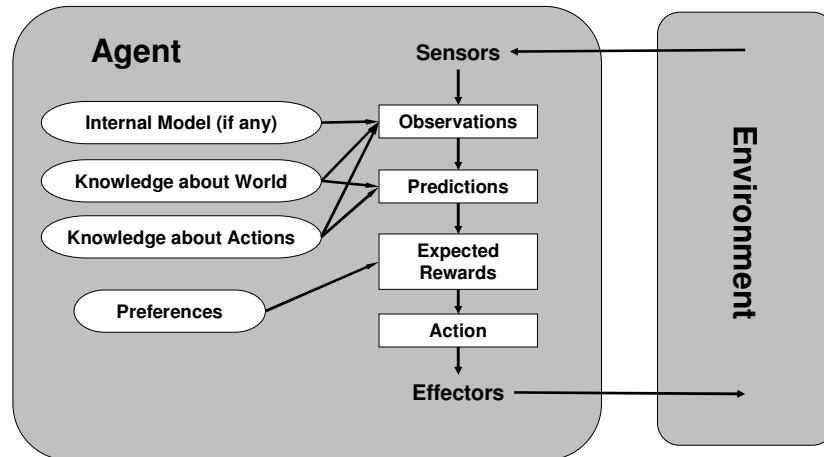 Agent
Sensors
Internal Model (if any)
Observations
Knowledge about World
Predictions
Knowledge about Actions
Expected
Rewards
Preferences
Action
Effectors
Environment